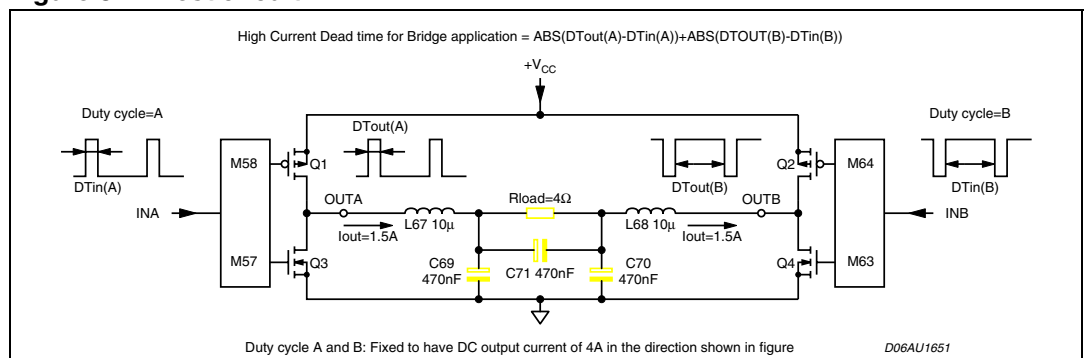 High Current Dead time for Bridge application = ABS(DTout(A)-DTin(A))+ABS(DTOUT(B)-DTin(B))
+VCC
Duty cycle=A
DTout(A)
Duty cycle=B
M58
Q1
Q2
M64
DTin(A)
DTout(B)
DTin(B)
INA
OUTA
Rload=4Ω
OUTB
INB
L67 10μ
L68 10μ
Iout=1.5A
Iout=1.5A
M57
Q3
C69
470nF
C71 470nF
C70
470nF
Q4
M63
Duty cycle A and B: Fixed to have DC output current of 4A in the direction shown in figure
D06AU1651